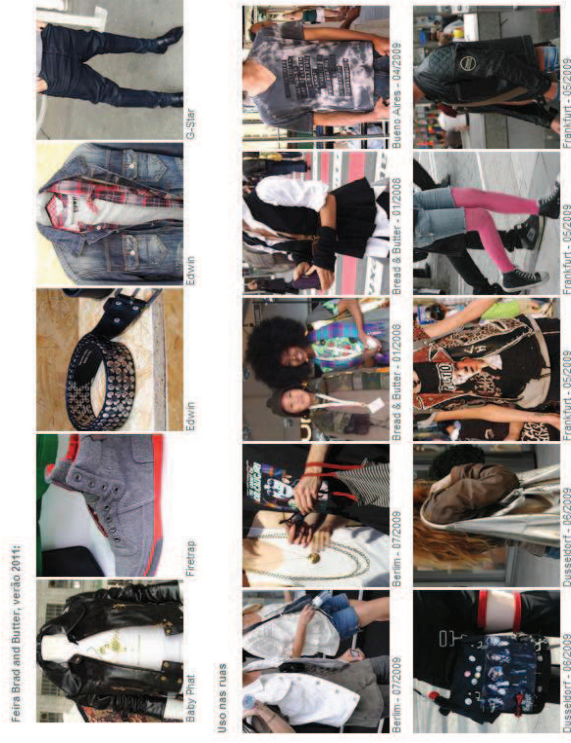 Feira Brad and Butter, verão 2011:
Baby Phat
Firetrap
Edwin
Edwin
G-Star
Uso nas ruas
Berlim - 07/2009
Berlim - 07/2009
Bread & Butter - 01/2008
Bread & Butter - 01/2008
Bueno Aires - 04/2009
Dusseldorf - 06/2009
Dusseldorf - 06/2009
Frankfurt - 05/2009
Frankfurt - 05/2009
Frankfurt - 05/2009